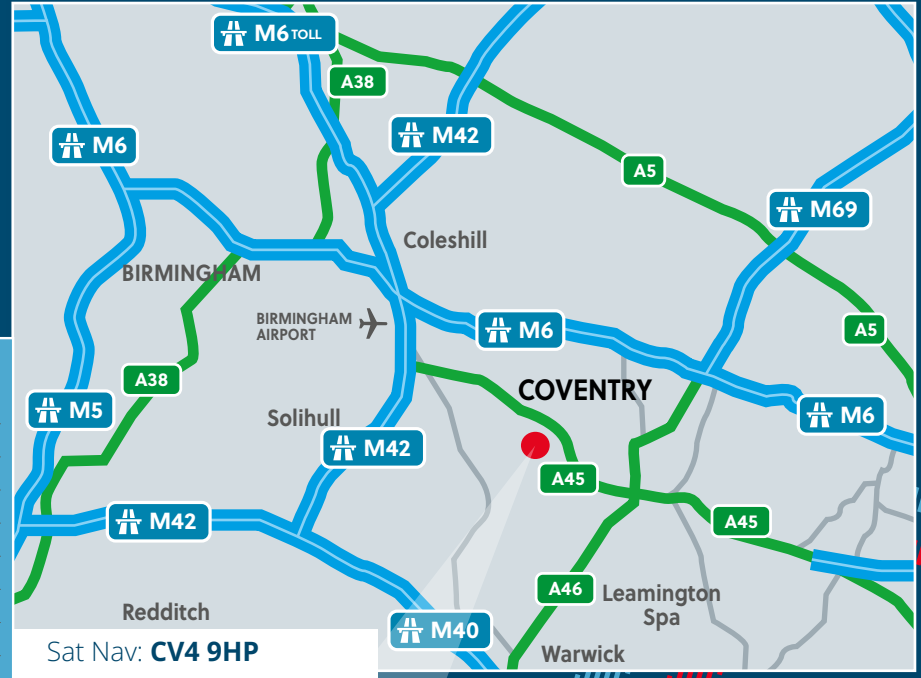 M6 TOLL
A38
M42
M6
A5
M69
Coleshill
BIRMINGHAM
BIRMINGHAM
AIRPORT
M6
A5
A38
COVENTRY
M5
Solihull
M6
M42
A45
M42
A45
A46
Leamington
Spa
Redditch
M40
Warwick
Sat Nav: CV4 9HP